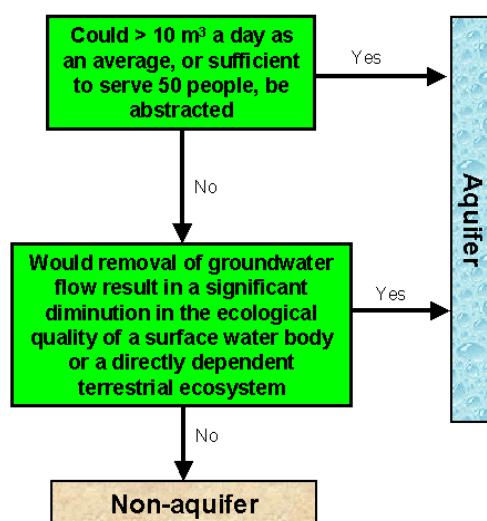 Could > 10 m³ a day as
an average, or sufficient
to serve 50 people, be
abstracted
Yes
No
Aquifer
Would removal of groundwater
flow result in a significant
diminution in the ecological
quality of a surface water body
or a directly dependent
terrestrial ecosystem
Yes
No
Non-aquifer